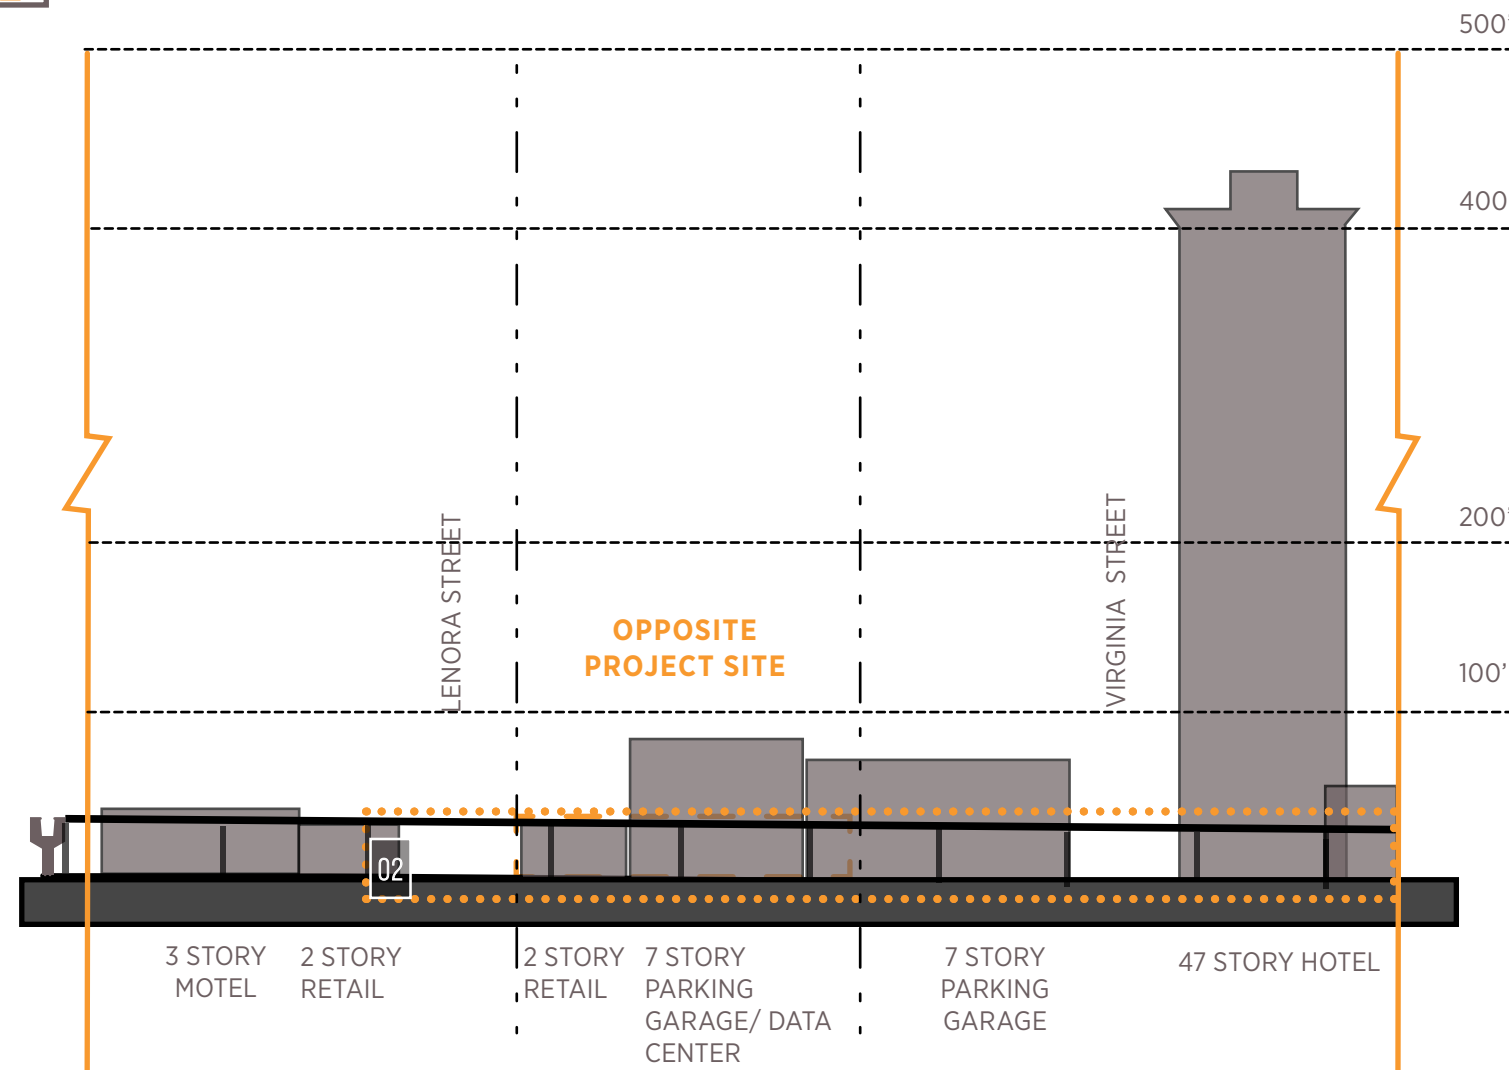 500'
400
200'
100'
LENORA STREET
VIRGINIA STREET
OPPOSITE
PROJECT SITE
02
3 STORY
MOTEL
2 STORY
RETAIL
2 STORY
RETAIL
7 STORY
PARKING
GARAGE/ DATA
CENTER
7 STORY
PARKING
GARAGE
47 STORY HOTEL